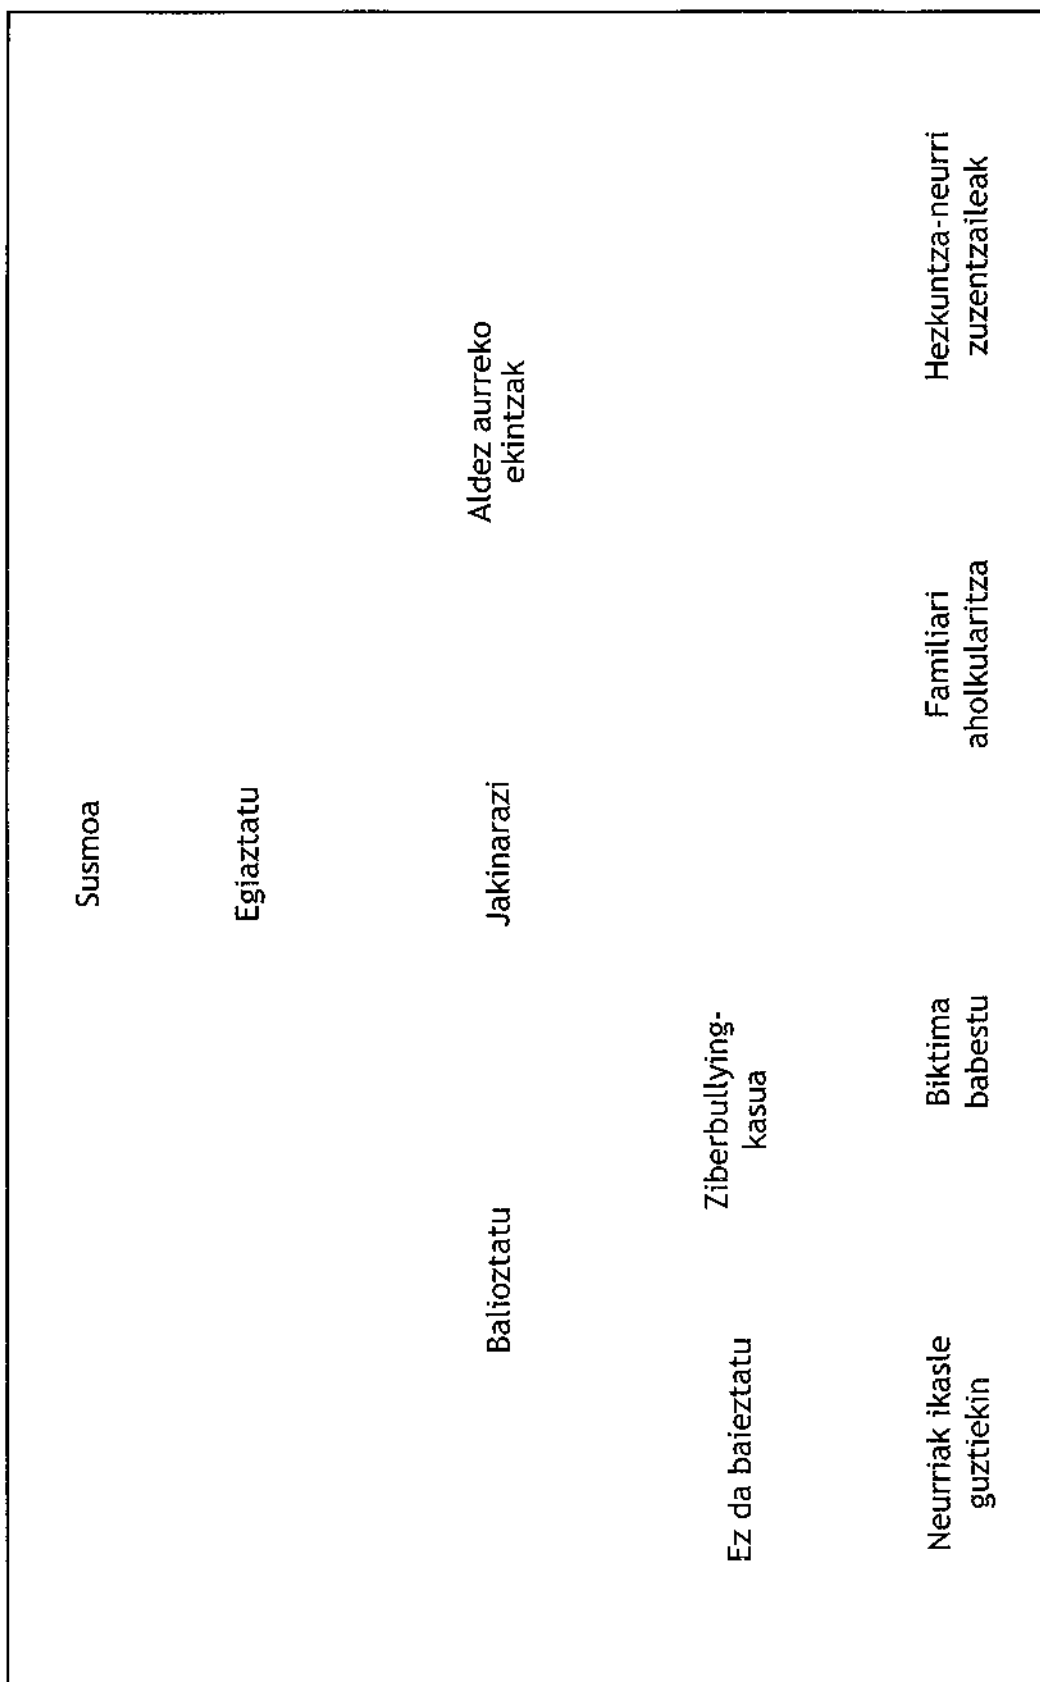 Susmoa
Egiaztatu
Balioztatu
Jakinarazi
Aldez aurreko
ekintzak
Ez da baieztatu
Ziberbullying-
kasua
Neurriak ikasle
guztiekin
Biktima
babestu
Familiari
aholkularitza
Hezkuntza-neurri
zuzentzaileak